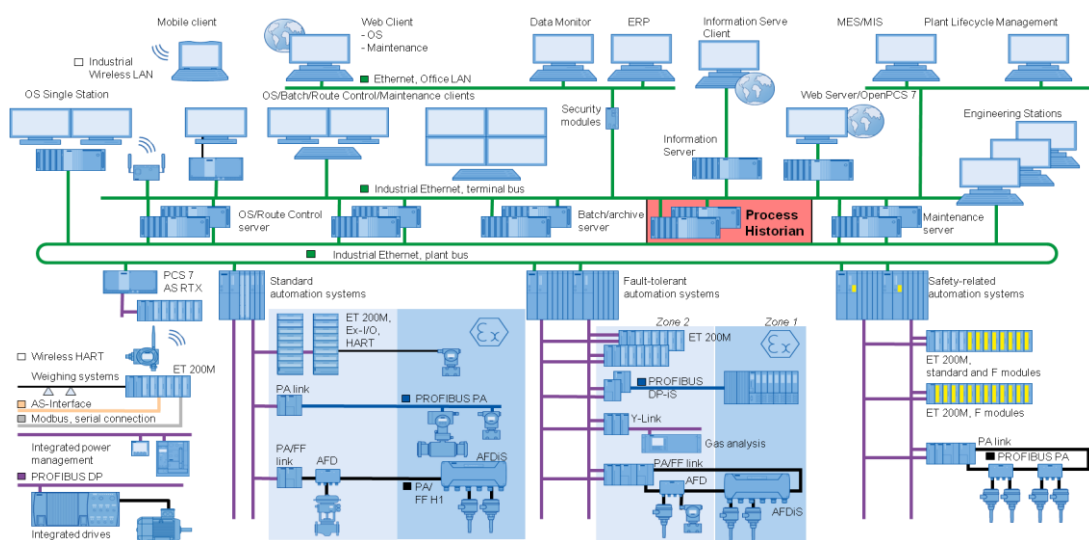 Mobile client
Web Client
- OS
- Maintenance
Data Monitor
ERP
Information Serve
Client
MES/MIS
Plant Lifecycle Management
Industrial
Wireless LAN
Ethernet, Office LAN
OS Single Station
OS/Batch/Route Control/Maintenance clients
Security
modules
Web Server/OpenPCS 7
Engineering Stations
Information
Server
Industrial Ethernet, terminal bus
OS/Route Control
server
Batch/archive
server
Process
Historian
Maintenance
server
Industrial Ethernet, plant bus
PCS 7
AS RTX
Standard
automation systems
Fault-tolerant
automation systems
Safety-related
automation systems
ET 200M,
Ex-I/O,
HART
Ex
Zone 2
Zone 1
ET 200M
Ex
ET 200M,
standard and F modules
Wireless HART
Weighing systems
ET 200M
AS-Interface
Modbus, serial connection
PA link
PROFIBUS PA
PROFIBUS
DP-iS
Y-Link
Gas analysis
ET 200M, F modules
Integrated power
management
PROFIBUS DP
Integrated drives
PA/FF
link
AFD
AFDiS
PA/
FF H1
PA/FF link
AFD
AFDiS
PA link
PROFIBUS PA